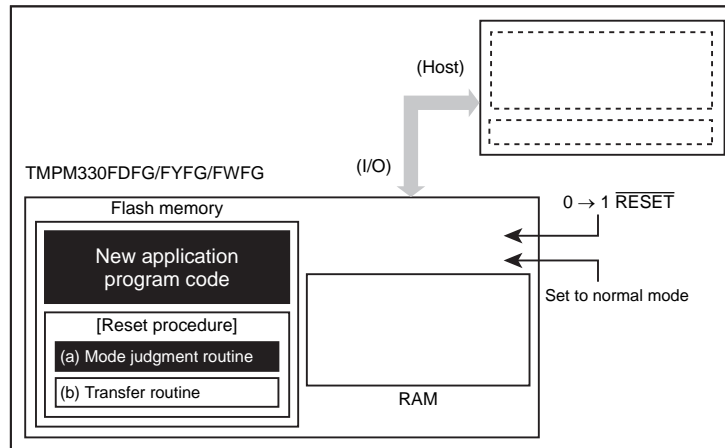 (Host)
(I/O)
TMPM330FDFG/FYFG/FWFG
Flash memory
0 → 1 RESET
New application
program code
Set to normal mode
[Reset procedure]
(a) Mode judgment routine
(b) Transfer routine
RAM